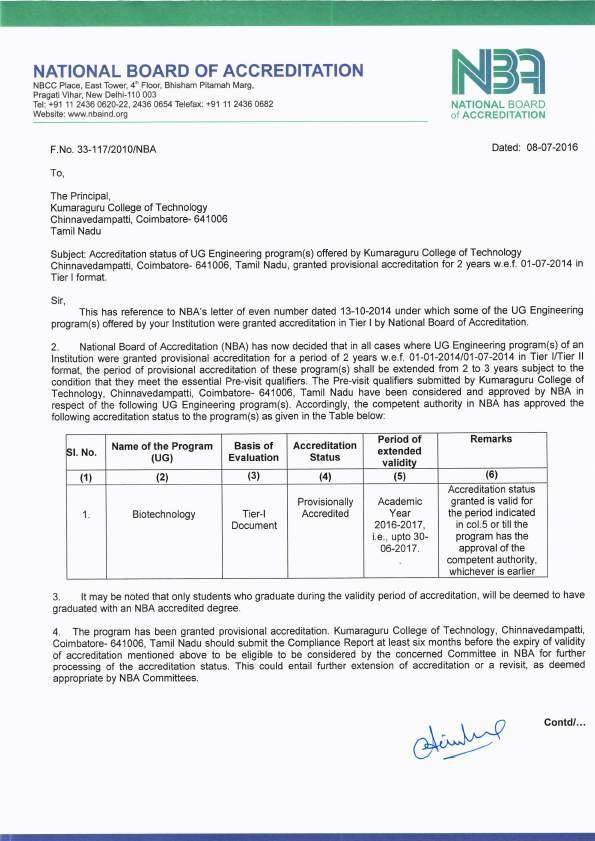 NATIONAL BOARD OF ACCREDITATION
NBCC Place, East Tower, 4th Floor, Bhisham Pitamah Marg,
Pragati Vihar, New Delhi-110 003
Tel: +91 11 2436 0620-22, 2436 0654 Telefax: +91 11 2436 0682
Website: www.nbaind.org
NBA
NATIONAL BOARD
of ACCREDITATION
F.No. 33-117/2010/NBA
Dated: 08-07-2016
To,
The Principal,
Kumaraguru College of Technology
Chinnavedampatti, Coimbatore- 641006
Tamil Nadu
Subject: Accreditation status of UG Engineering program(s) offered by Kumaraguru College of Technology
Chinnavedampatti, Coimbatore- 641006, Tamil Nadu, granted provisional accreditation for 2 years w.e.f. 01-07-2014 in
Tier I format.
Sir,
This has reference to NBA's letter of even number dated 13-10-2014 under which some of the UG Engineering
program(s) offered by your Institution were granted accreditation in Tier I by National Board of Accreditation.
2. National Board of Accreditation (NBA) has now decided that in all cases where UG Engineering program(s) of an
Institution were granted provisional accreditation for a period of 2 years w.e.f. 01-01-2014/01-07-2014 in Tier I/Tier II
format, the period of provisional accreditation of these program(s) shall be extended from 2 to 3 years subject to the
condition that they meet the essential Pre-visit qualifiers. The Pre-visit qualifiers submitted by Kumaraguru College of
Technology, Chinnavedampatti, Coimbatore- 641006, Tamil Nadu have been considered and approved by NBA in
respect of the following UG Engineering program(s). Accordingly, the competent authority in NBA has approved the
following accreditation status to the program(s) as given in the Table below:
Sl. No.
Name of the Program
(UG)
Basis of
Evaluation
Accreditation
Status
Period of
extended
validity
Remarks
(1)
(2)
(3)
(4)
(5)
(6)
1.
Biotechnology
Tier-I
Document
Provisionally
Accredited
Academic
Year
2016-2017,
i.e., upto 30-
06-2017.
.
Accreditation status
granted is valid for
the period indicated
in col.5 or till the
program has the
approval of the
competent authority,
whichever is earlier
3. It may be noted that only students who graduate during the validity period of accreditation, will be deemed to have
graduated with an NBA accredited degree.
4. The program has been granted provisional accreditation. Kumaraguru College of Technology, Chinnavedampatti,
Coimbatore- 641006, Tamil Nadu should submit the Compliance Report at least six months before the expiry of validity
of accreditation mentioned above to be eligible to be considered by the concerned Committee in NBA for further
processing of the accreditation status. This could entail further extension of accreditation or a revisit, as deemed
appropriate by NBA Committees.
Contd/...